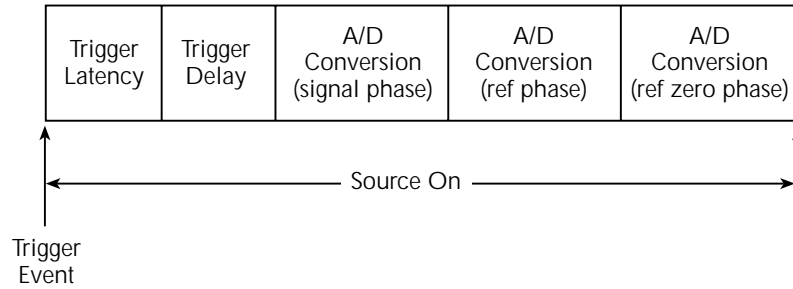 Trigger
Latency
Trigger
Delay
A/D
Conversion
(signal phase)
A/D
Conversion
(ref phase)
A/D
Conversion
(ref zero phase)
Source On
Trigger
Event